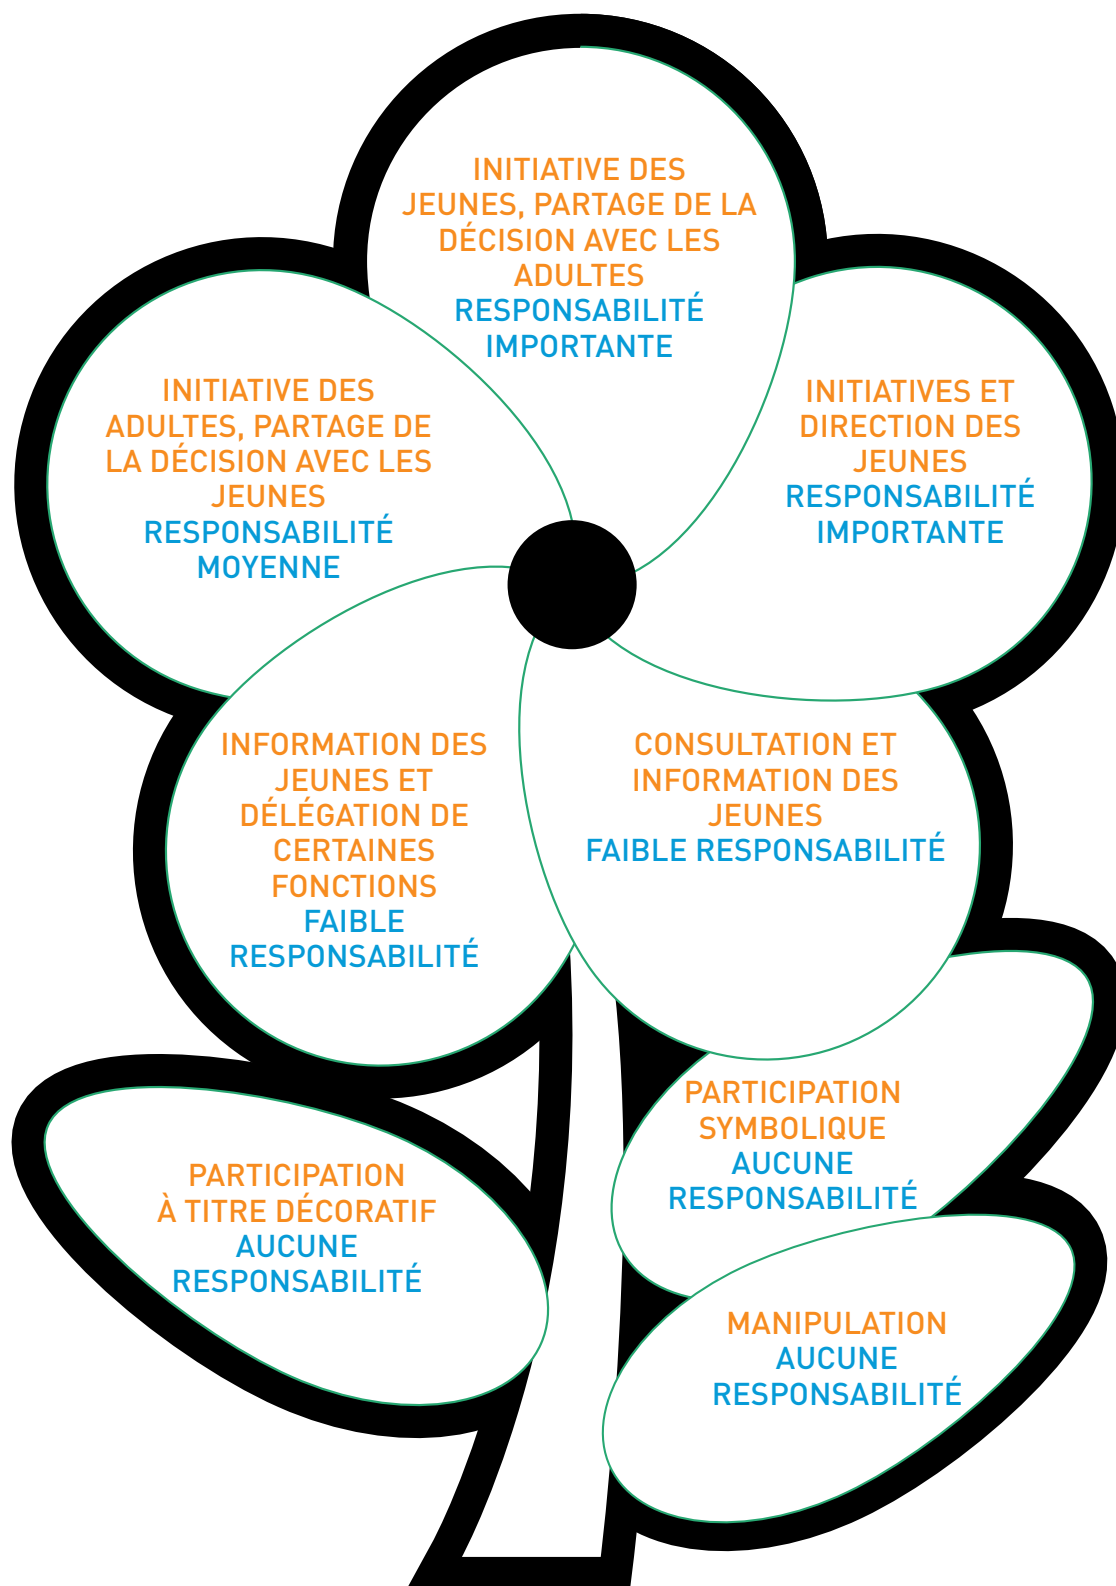 INITIATIVE DES
JEUNES, PARTAGE DE LA
DÉCISION AVEC LES
ADULTES
RESPONSABILITÉ
IMPORTANTE
INITIATIVE DES
ADULTES, PARTAGE DE
LA DÉCISION AVEC LES
JEUNES
RESPONSABILITÉ
MOYENNE
INITIATIVES ET
DIRECTION DES
JEUNES
RESPONSABILITÉ
IMPORTANTE
INFORMATION DES
JEUNES ET
DÉLÉGATION DE
CERTAINES
FONCTIONS
FAIBLE
RESPONSABILITÉ
CONSULTATION ET
INFORMATION DES
JEUNES
FAIBLE RESPONSABILITÉ
PARTICIPATION
SYMBOLIQUE
AUCUNE
RESPONSABILITÉ
PARTICIPATION
À TITRE DÉCORATIF
AUCUNE
RESPONSABILITÉ
MANIPULATION
AUCUNE
RESPONSABILITÉ